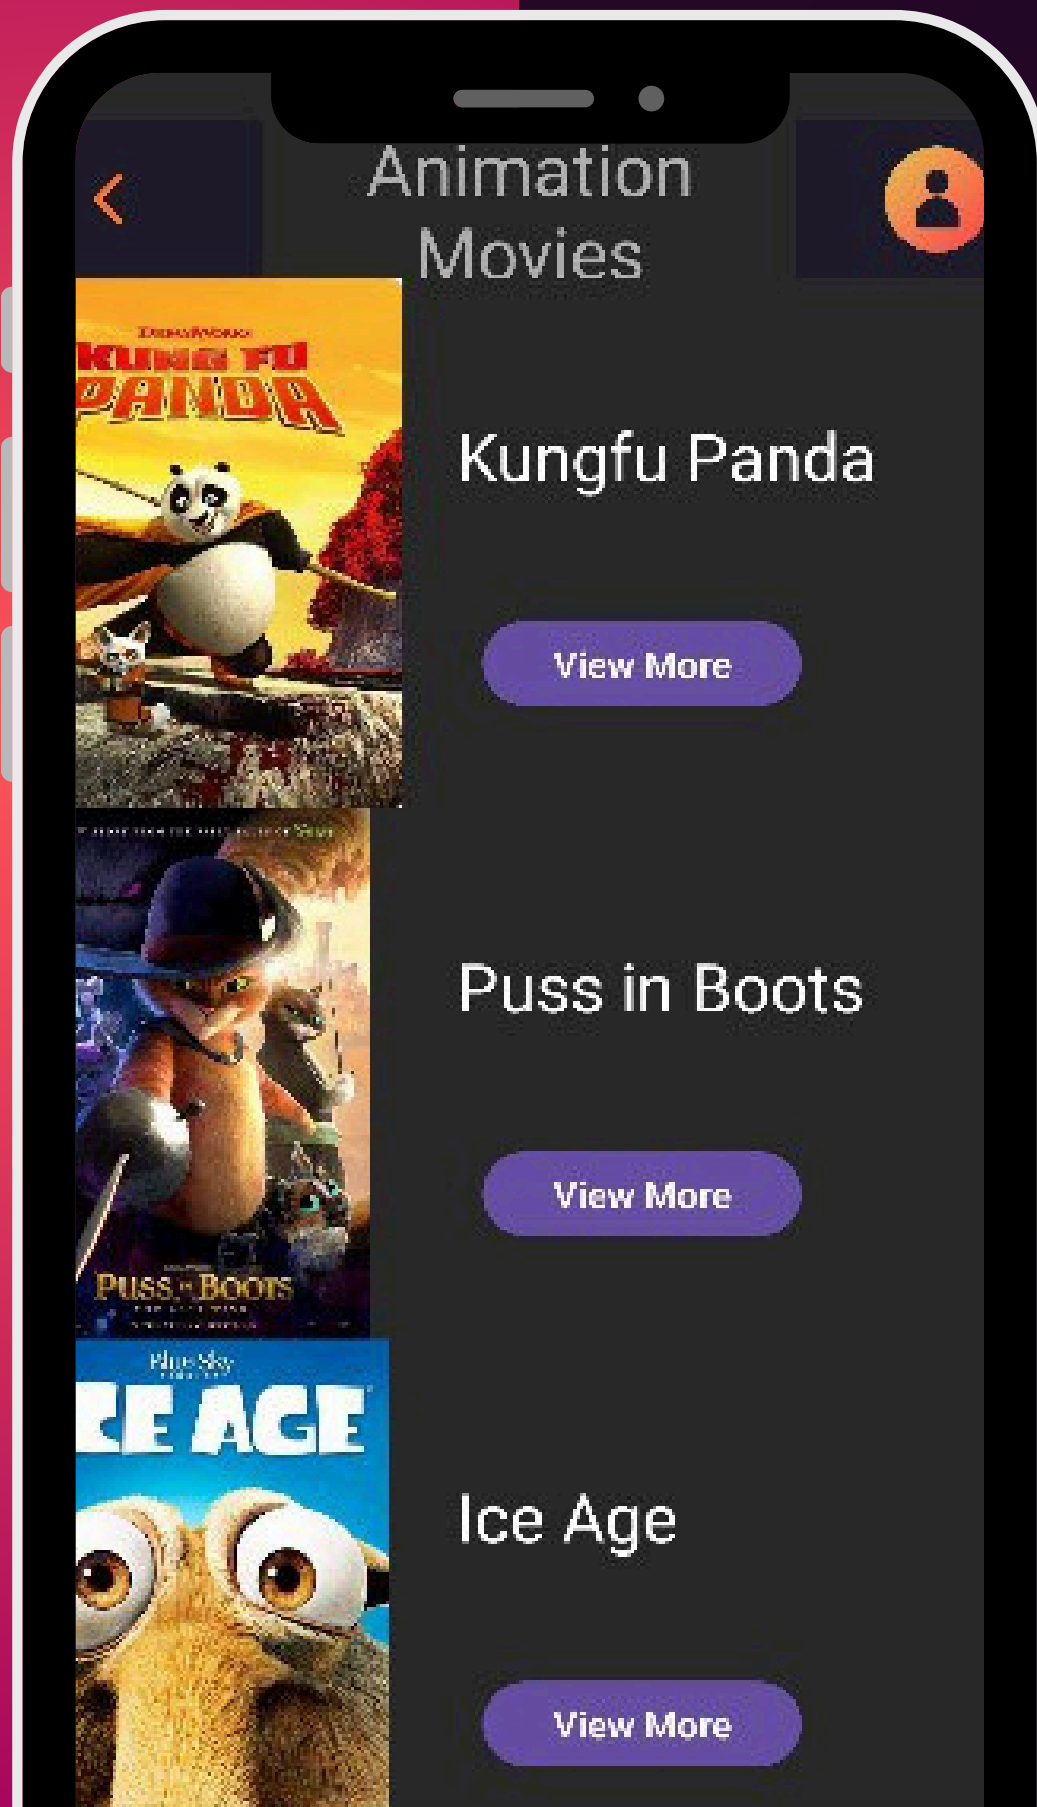 Animation
Movies
DREAMWORKS
KUNG FU
PANDA
Kungfu Panda
View More
Puss in Boots
View More
PUSS IN BOOTS
Blue Sky
ICE AGE
Ice Age
View More